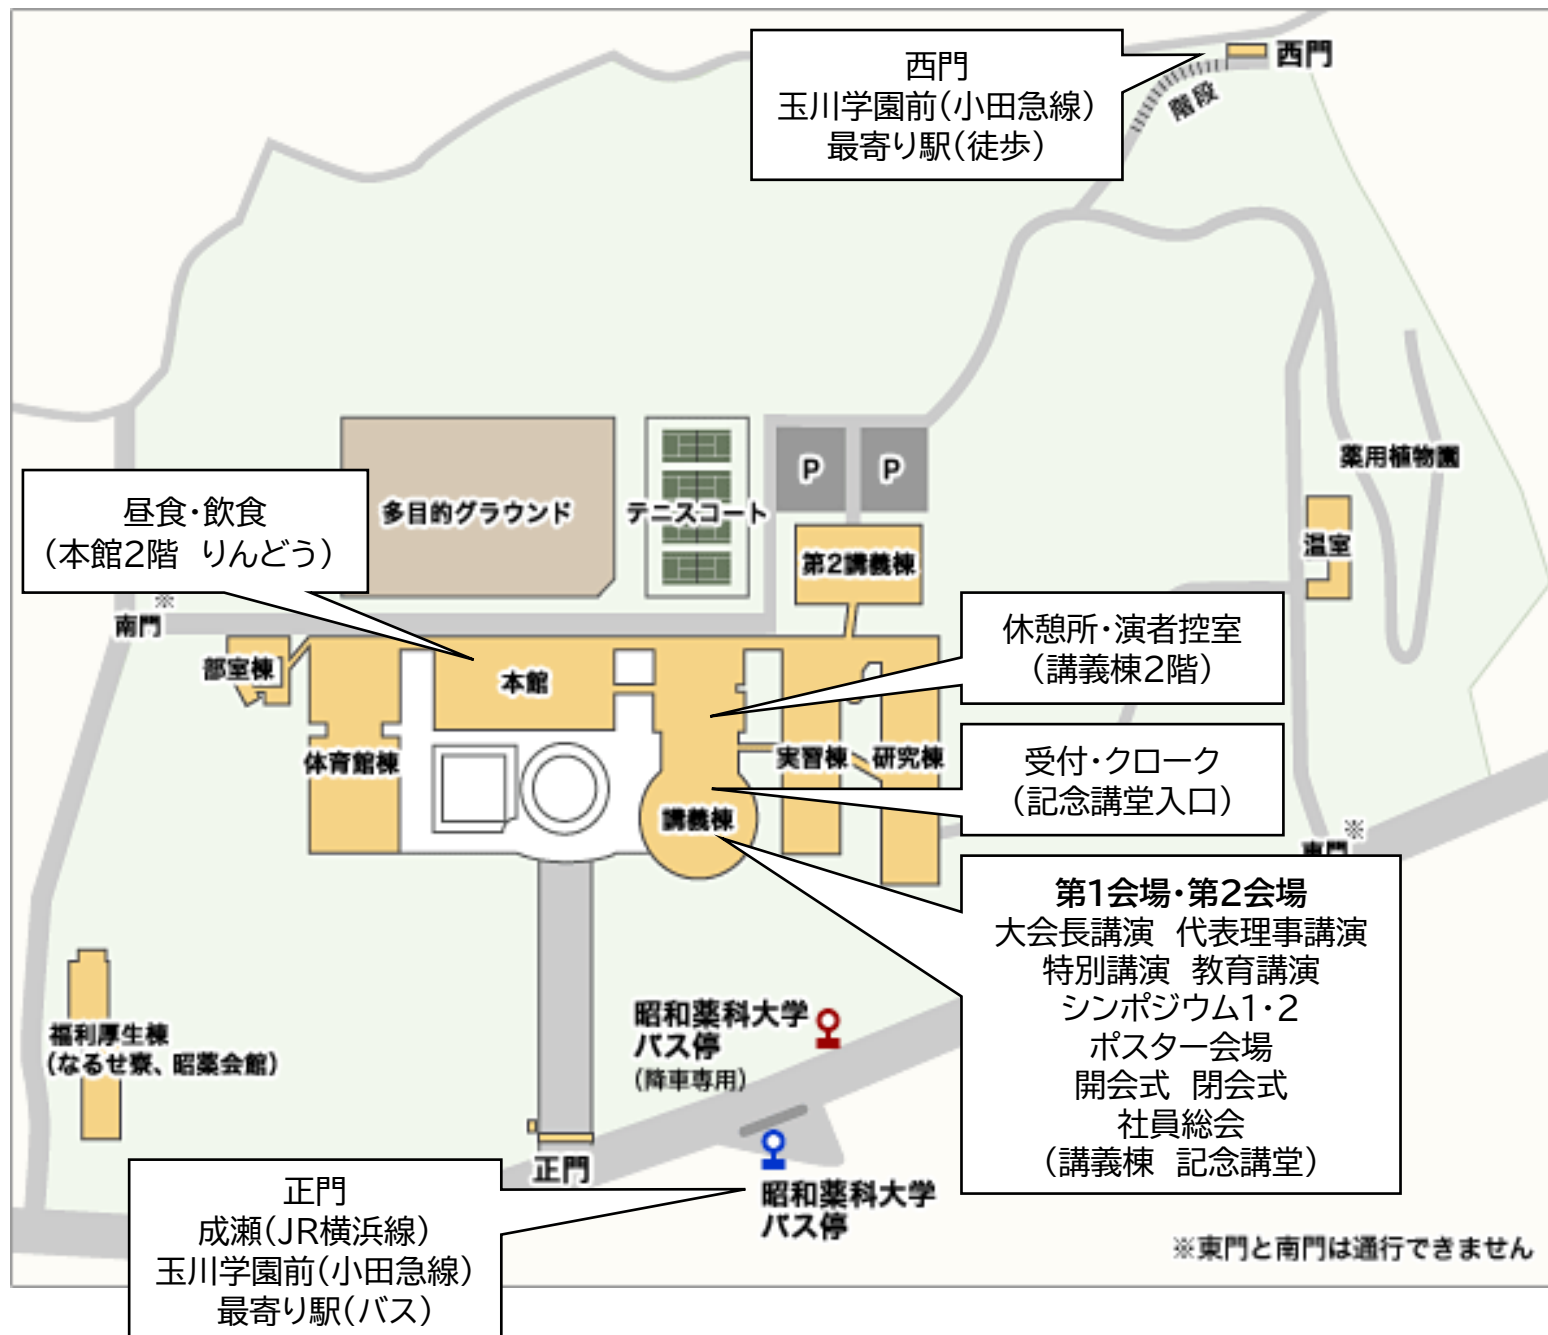 西門
玉川学園前(小田急線)
最寄り駅(徒歩)
西門
階段
薬用植物園
温室
P
P
テニスコート
多目的グラウンド
第2講義棟
昼食・飲食
(本館2階 りんどう)
※
南門
部室棟
本館
体育館棟
実習棟
研究棟
講義棟
休憩所・演者控室
(講義棟2階)
受付・クローク
(記念講堂入口)
※
東門
第1会場・第2会場
大会長講演 代表理事講演
特別講演 教育講演
シンポジウム1・2
ポスター会場
開会式 閉会式
社員総会
(講義棟 記念講堂)
昭和薬科大学
バス停
(降車専用)
福利厚生棟
(なるせ寮、昭薬会館)
正門
昭和薬科大学
バス停
正門
成瀬(JR横浜線)
玉川学園前(小田急線)
最寄り駅(バス)
※東門と南門は通行できません